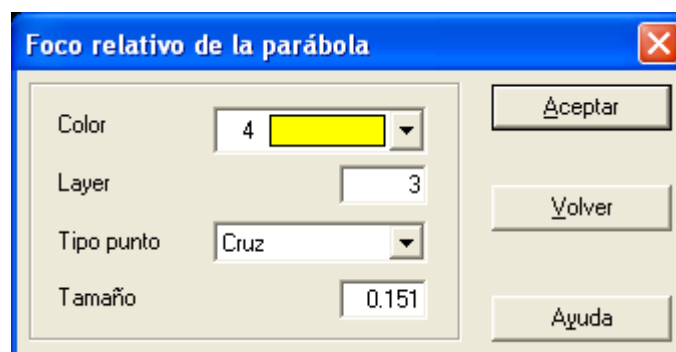 Foco relativo de la parábola
Color 4
Aceptar
Layer 3
Volver
Tipo punto Cruz
Tamaño 0.151
Ayuda